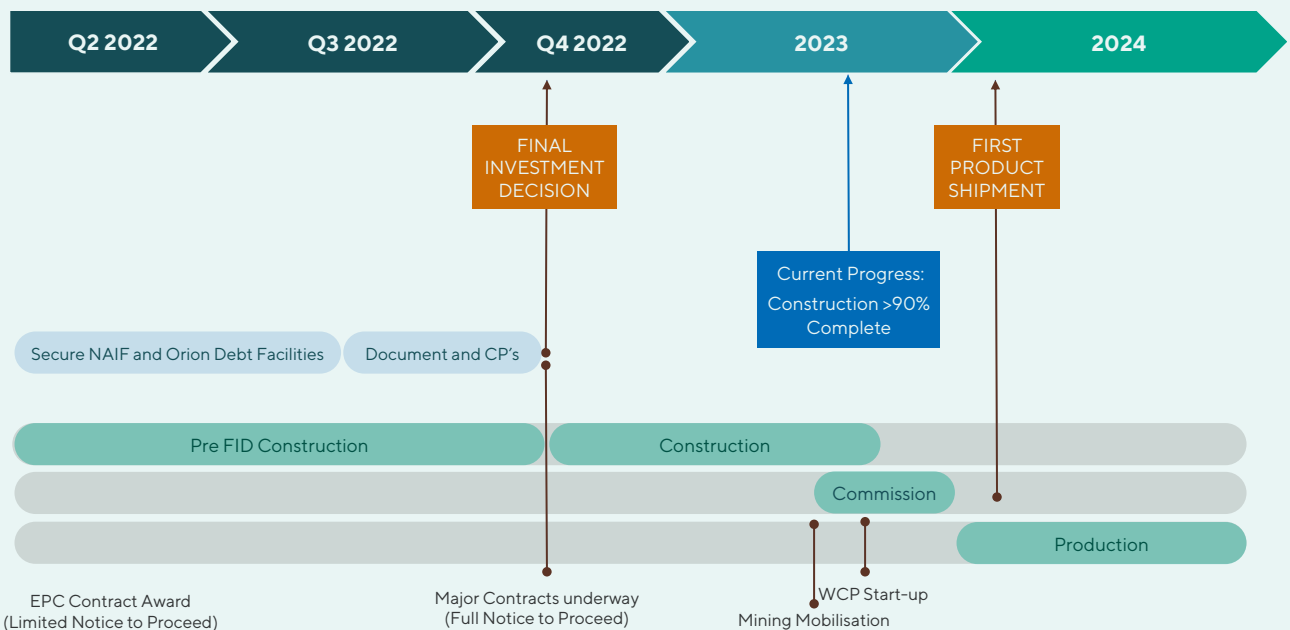 Q2 2022
Q3 2022
Q4 2022
2023
2024
FINAL
INVESTMENT
DECISION
FIRST
PRODUCT
SHIPMENT
Current Progress:
Construction >90%
Complete
Secure NAIF and Orion Debt Facilities
Document and CP's
Pre FID Construction
Construction
Commission
Production
EPC Contract Award
(Limited Notice to Proceed)
Major Contracts underway
(Full Notice to Proceed)
WCP Start-up
Mining Mobilisation